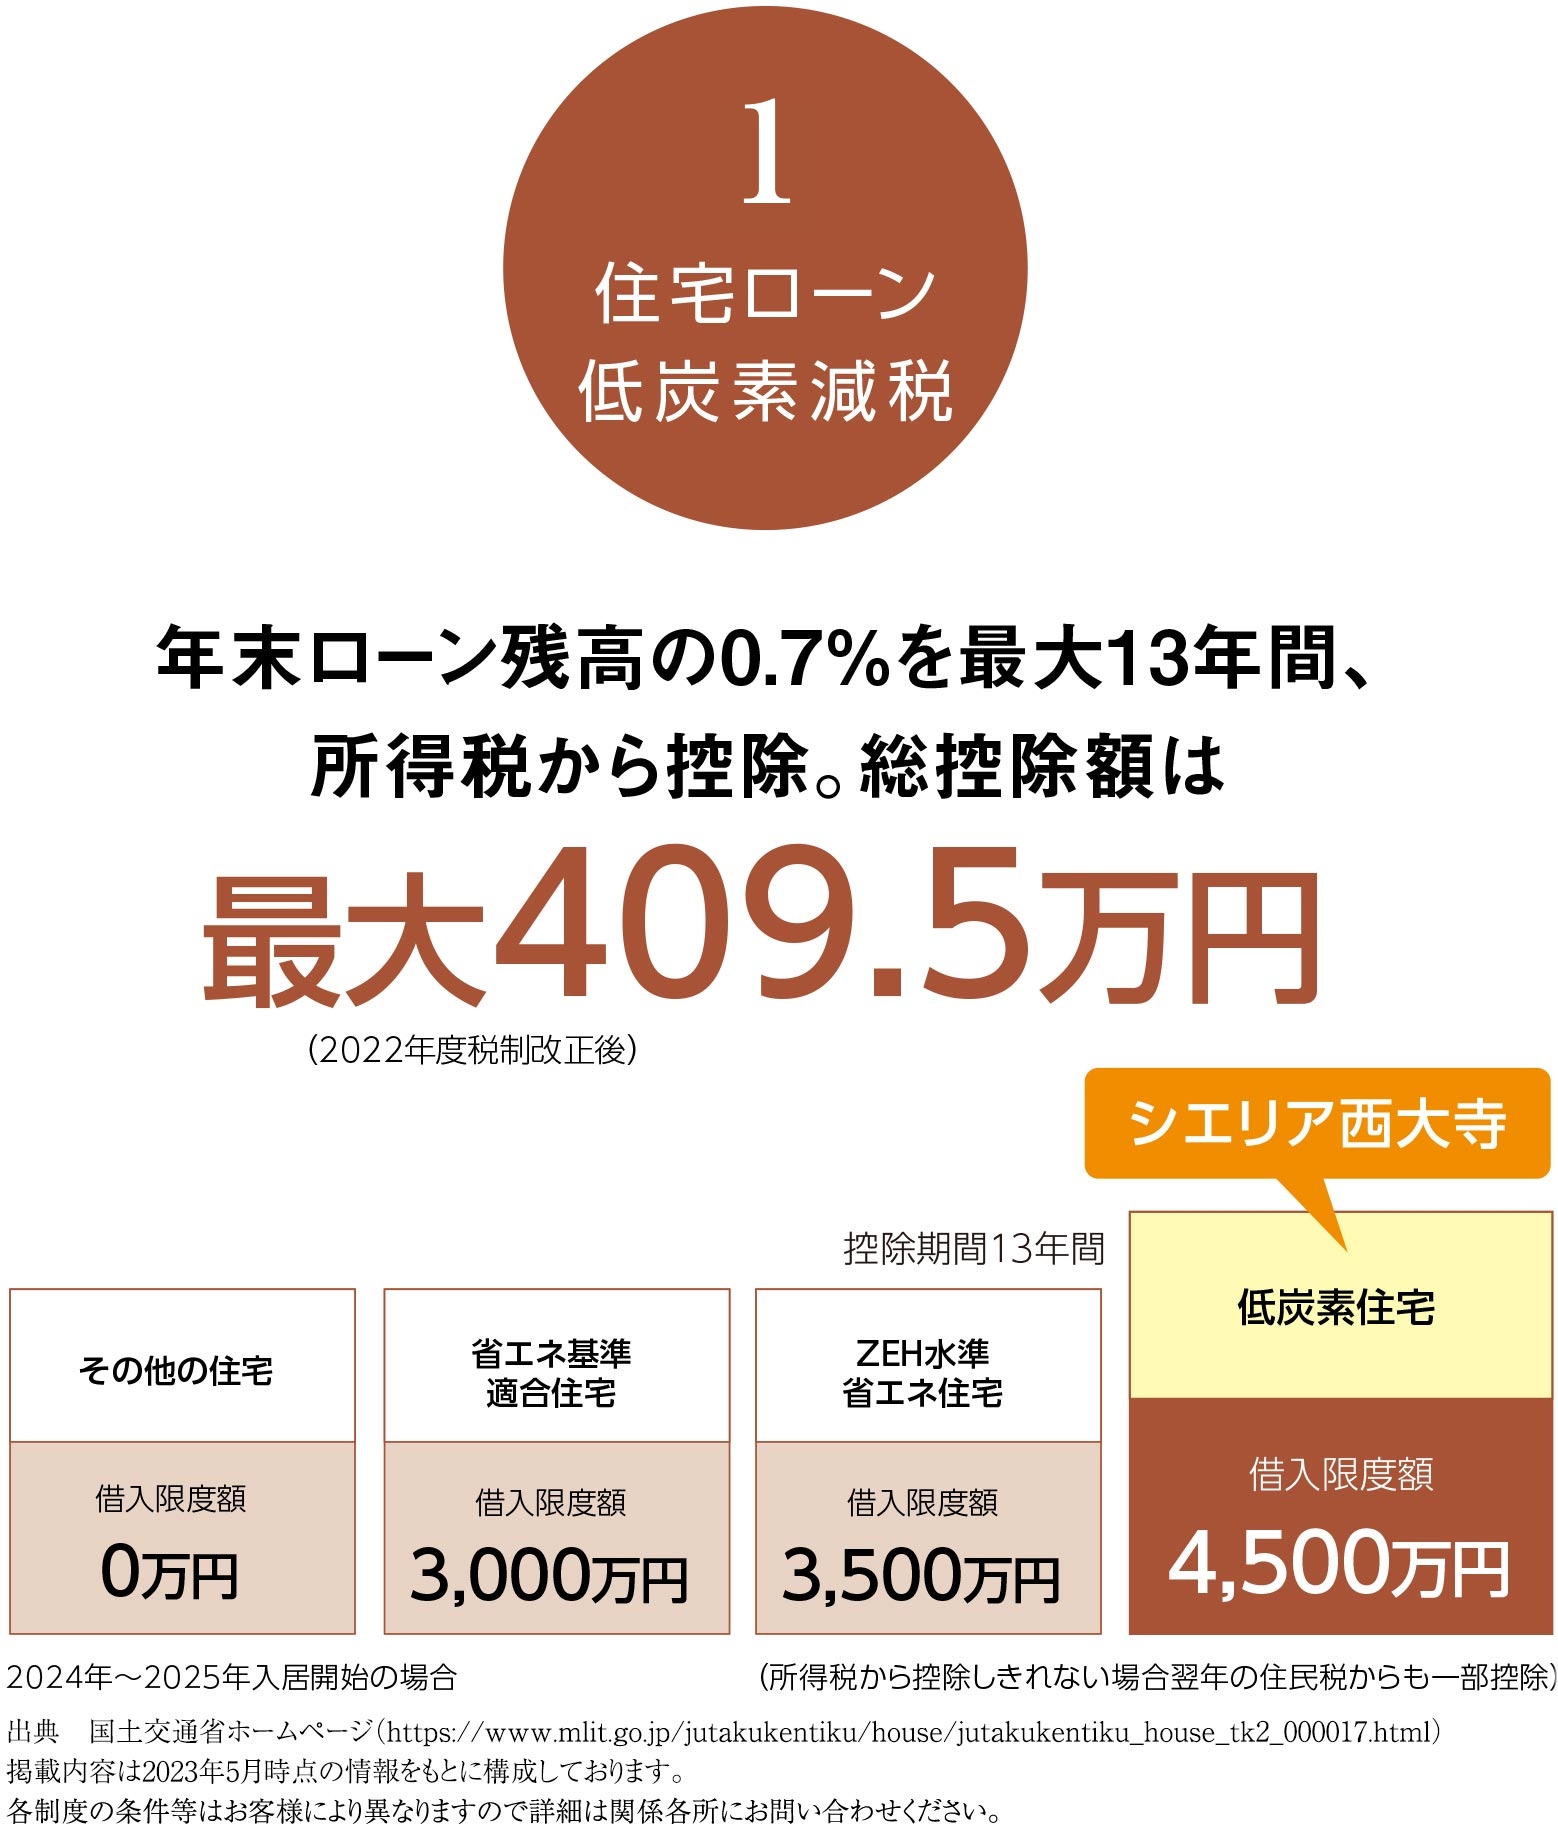 1
住宅ローン
低炭素減税
年末ローン残高の0.7%を最大13年間、
所得税から控除。総控除額は
最大409.5万円
(2022年度税制改正後)
シエリア西大寺
控除期間13年間
その他の住宅
借入限度額
0万円
省エネ基準
適合住宅
借入限度額
3,000万円
ZEH水準
省エネ住宅
借入限度額
3,500万円
低炭素住宅
借入限度額
4,500万円
2024年～2025年入居開始の場合
(所得税から控除しきれない場合翌年の住民税からも一部控除)
出典　国土交通省ホームページ(https://www.mlit.go.jp/jutakukentiku/house/jutakukentiku_house_tk2_000017.html)
掲載内容は2023年5月時点の情報をもとに構成しております。
各制度の条件等はお客様により異なりますので詳細は関係各所にお問い合わせください。